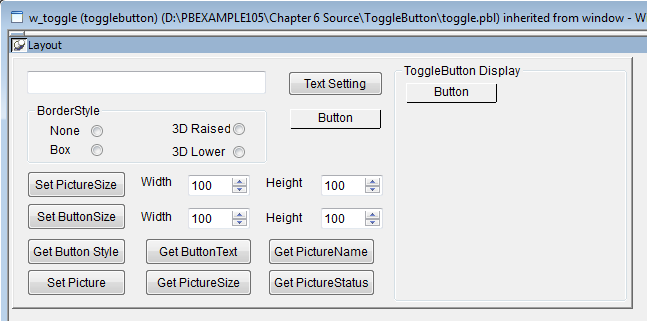 w_toggle (togglebutton) (D:\PBEXAMPLE105\Chapter 6 Source\ToggleButton\toggle.pbl) inherited from window - W
Layout
Text Setting
ToggleButton Display
Button
Button
BorderStyle
None
3D Raised
Box
3D Lower
Set PictureSize
Width
100
Height
100
Set ButtonSize
Width
100
Height
100
Get Button Style
Get ButtonText
Get PictureName
Set Picture
Get PictureSize
Get PictureStatus